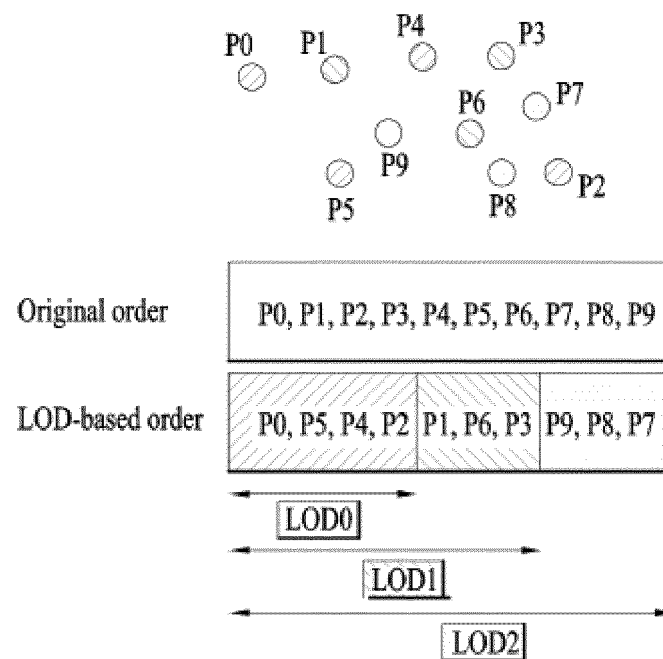 P0
P1
P4
P3
P7
P6
P9
P5
P8
P2
Original order
P0, P1, P2, P3, P4, P5, P6, P7, P8, P9
LOD-based order
P0, P5, P4, P2
P1, P6, P3
P9, P8, P7
LOD0
LOD1
LOD2